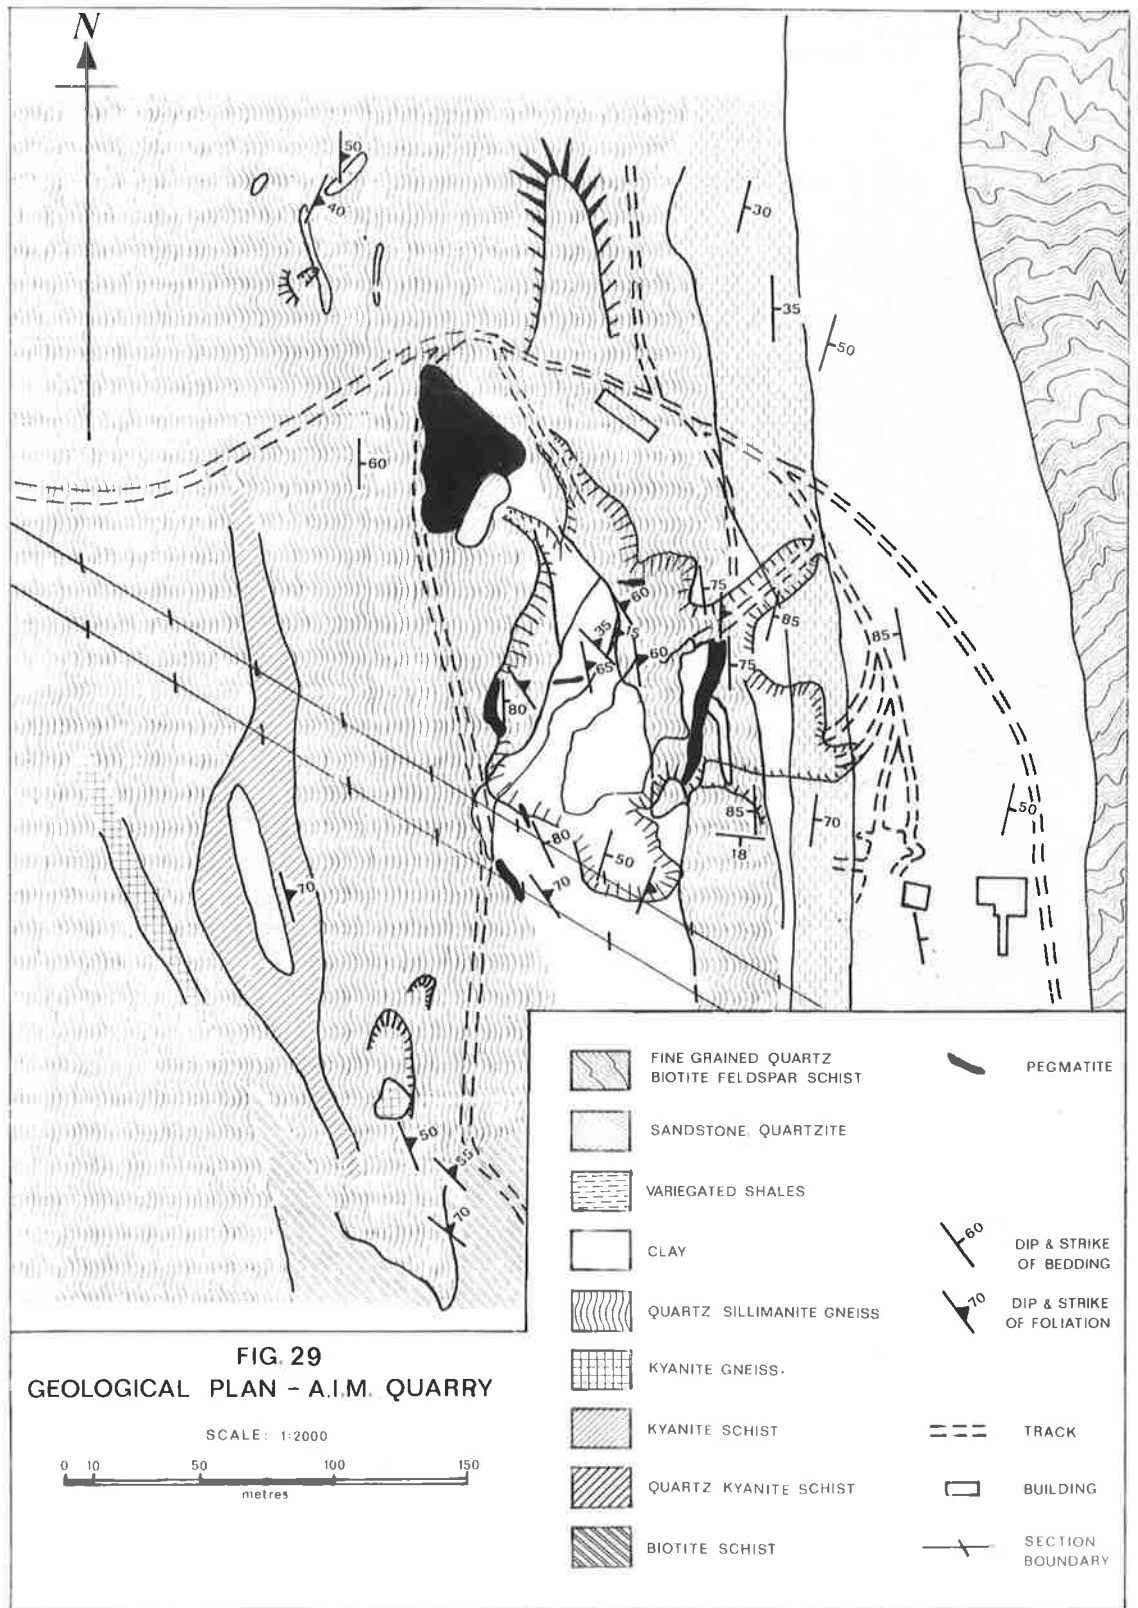 N
50
40
30
35
50
60
75
60
85
35
15
60
65
75
85
80
50
85
70
80
18
50
70
70
50
55
70
FINE GRAINED QUARTZ
BIOTITE FELDSPAR SCHIST
PEGMATITE
SANDSTONE QUARTZITE
VARIEGATED SHALES
CLAY
60
DIP & STRIKE
OF BEDDING
QUARTZ SILLIMANITE GNEISS
70
DIP & STRIKE
OF FOLIATION
KYANITE GNEISS.
KYANITE SCHIST
TRACK
QUARTZ KYANITE SCHIST
BUILDING
BIOTITE SCHIST
SECTION
BOUNDARY
FIG. 29
GEOLOGICAL PLAN - A.I.M. QUARRY
SCALE: 1:2000
0 10 50 100 150
metres